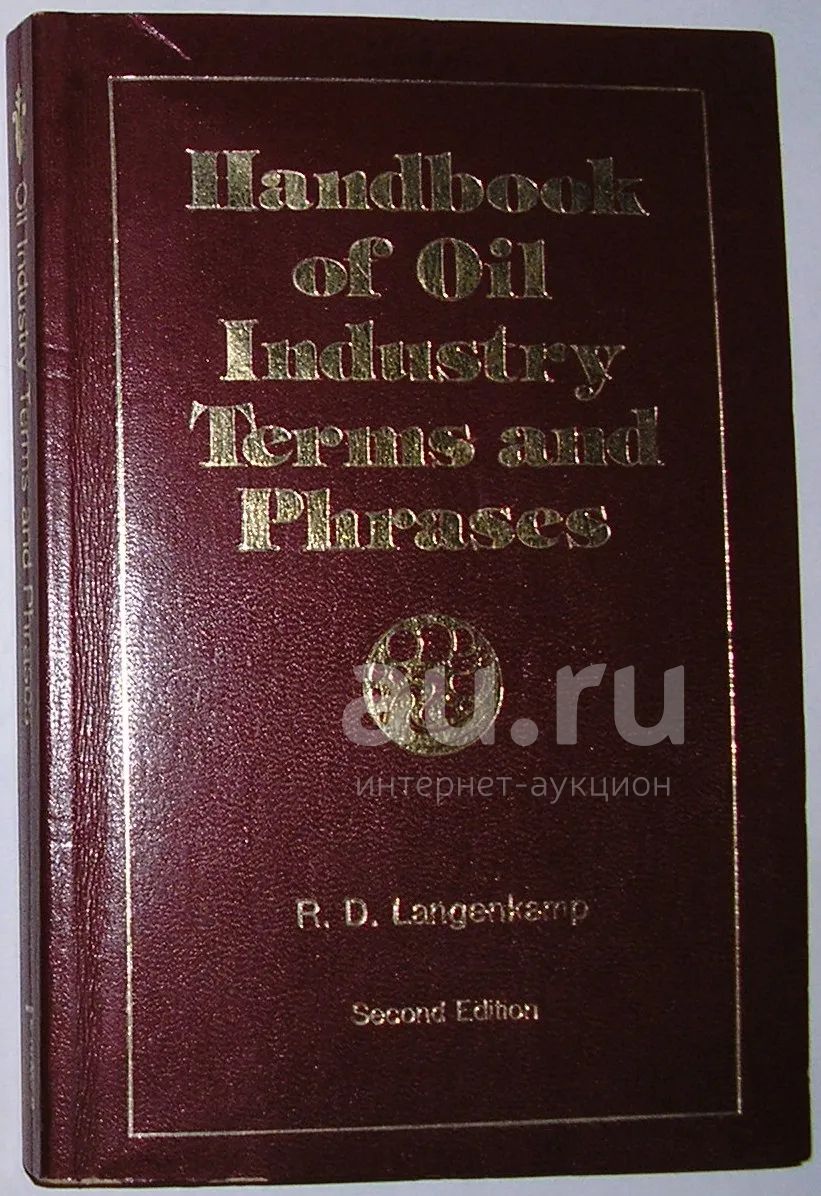 Handbook
of Oil
Industry
Terms and
Phrases
au.ru
интернет-аукцион
R. D. Langenkamp
Second Edition
Oil Industry Terms and Phrases